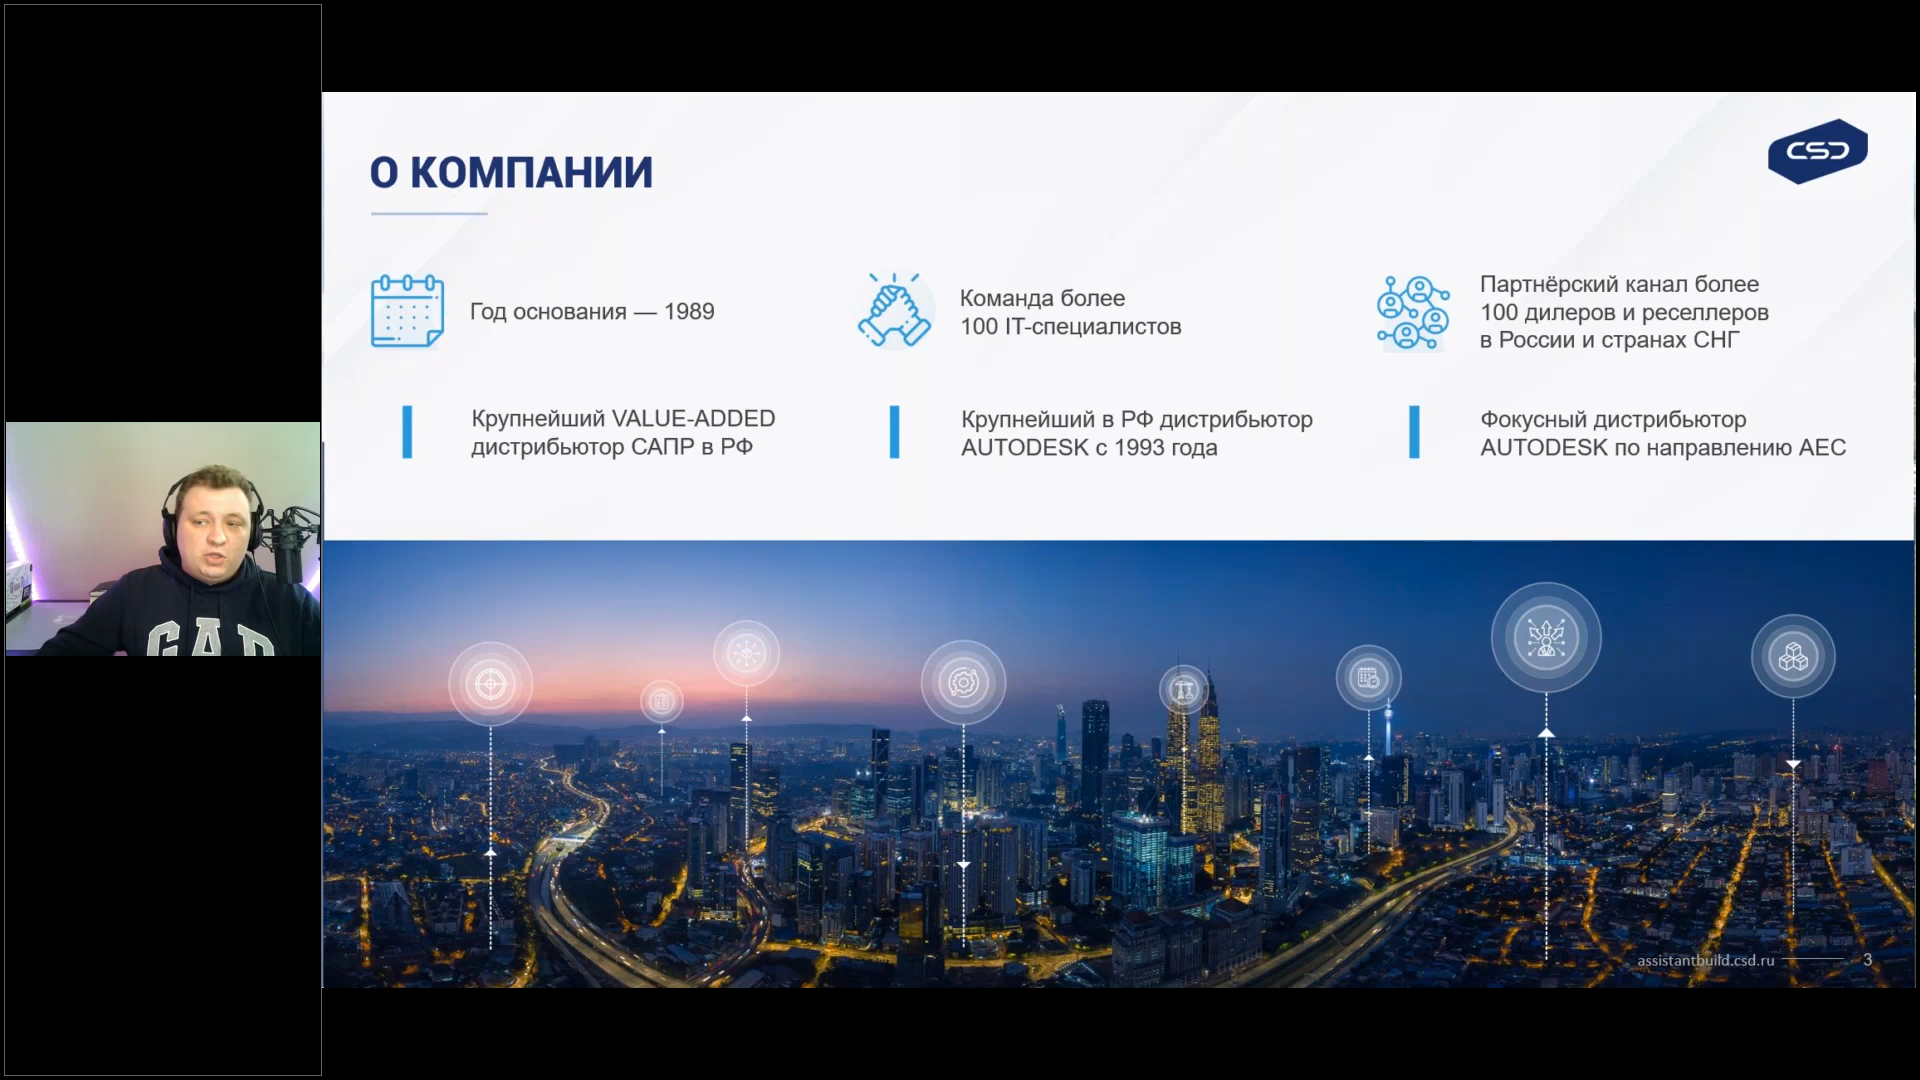 О КОМПАНИИ
CSD
Год основания — 1989
Команда более
100 IT-специалистов
Партнёрский канал более
100 дилеров и реселлеров
в России и странах СНГ
Крупнейший VALUE-ADDED
дистрибьютор САПР в РФ
Крупнейший в РФ дистрибьютор
AUTODESK с 1993 года
Фокусный дистрибьютор
AUTODESK по направлению AEC
GAP
assistantbuild.csd.ru
3